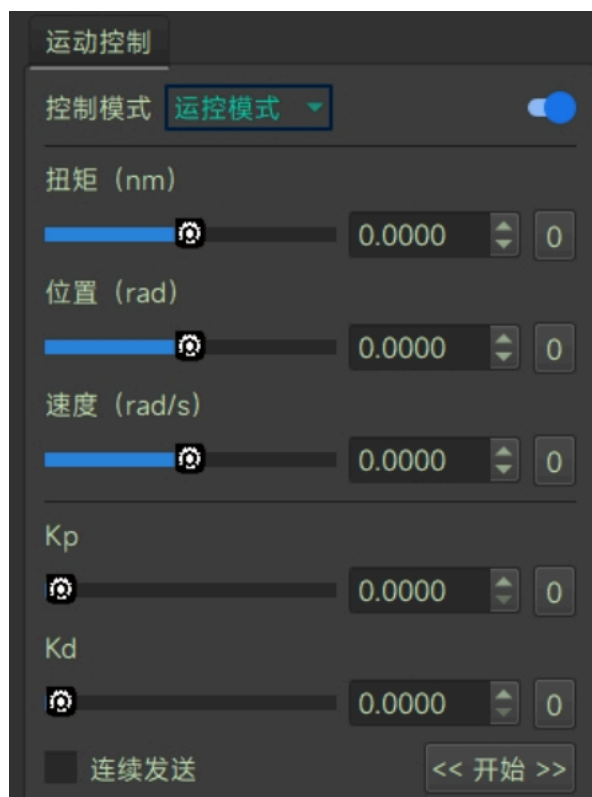 运动控制
控制模式 运控模式
扭矩（nm）
0.0000 0
位置（rad）
0.0000 0
速度（rad/s）
0.0000 0
Kp
0.0000 0
Kd
0.0000 0
连续发送 << 开始 >>